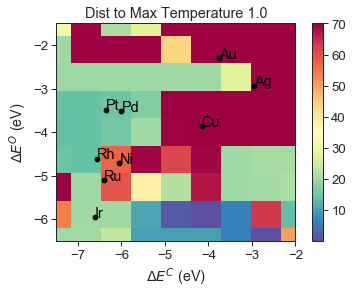 Dist to Max Temperature 1.0
ΔE^O (eV)
−2
−3
−4
−5
−6
Au
Ag
Pt Pd
Cu
Rh Ni
Ru
Ir
−7 −6 −5 −4 −3 −2
ΔE^C (eV)
70
60
50
40
30
20
10